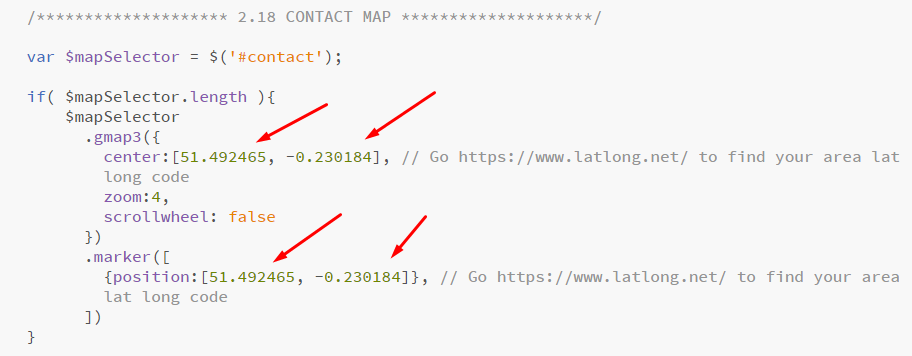 /******************** 2.18 CONTACT MAP ********************/
var $mapSelector = $('#contact');
if( $mapSelector.length ){
$mapSelector
.gmap3({
center:[51.492465, -0.230184], // Go https://www.latlong.net/ to find your area lat
long code
zoom:4,
scrollwheel: false
})
.marker([
{position:[51.492465, -0.230184]}, // Go https://www.latlong.net/ to find your area
lat long code
])
}